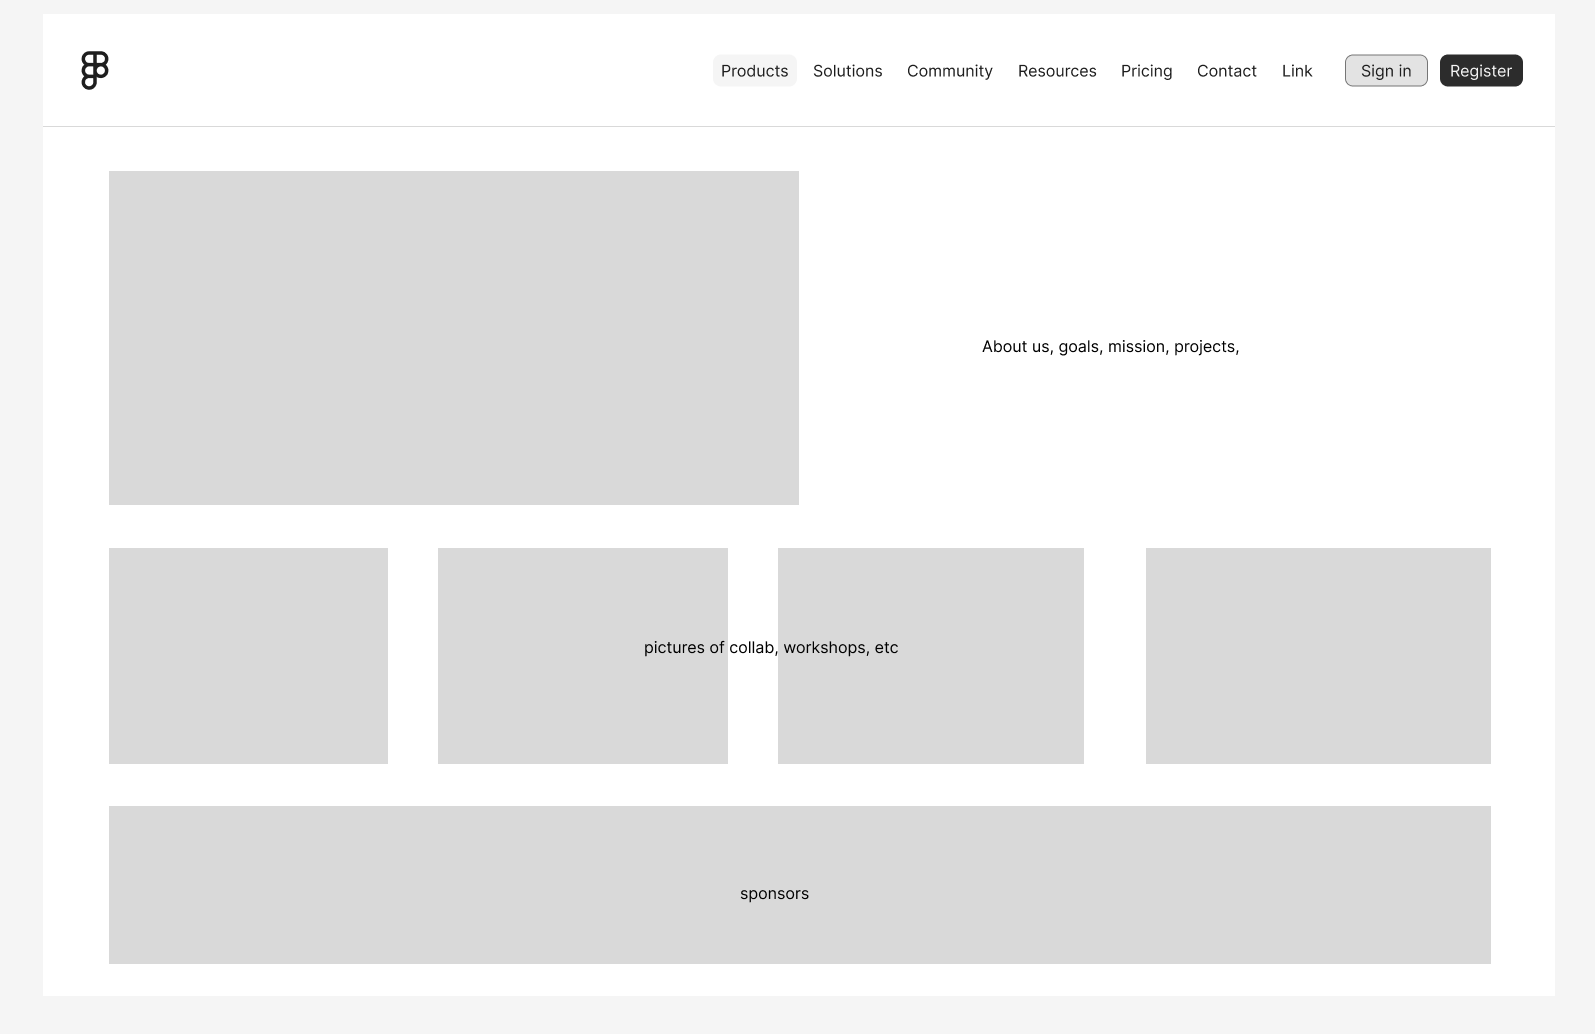 Products Solutions Community Resources Pricing Contact Link Sign in Register
About us, goals, mission, projects,
pictures of collab, workshops, etc
sponsors